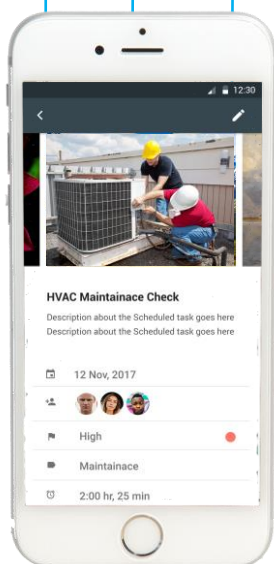 12:30
HVAC Maintainace Check
Description about the Scheduled task goes here
Description about the Scheduled task goes here
12 Nov, 2017
High
Maintainace
2:00 hr, 25 min